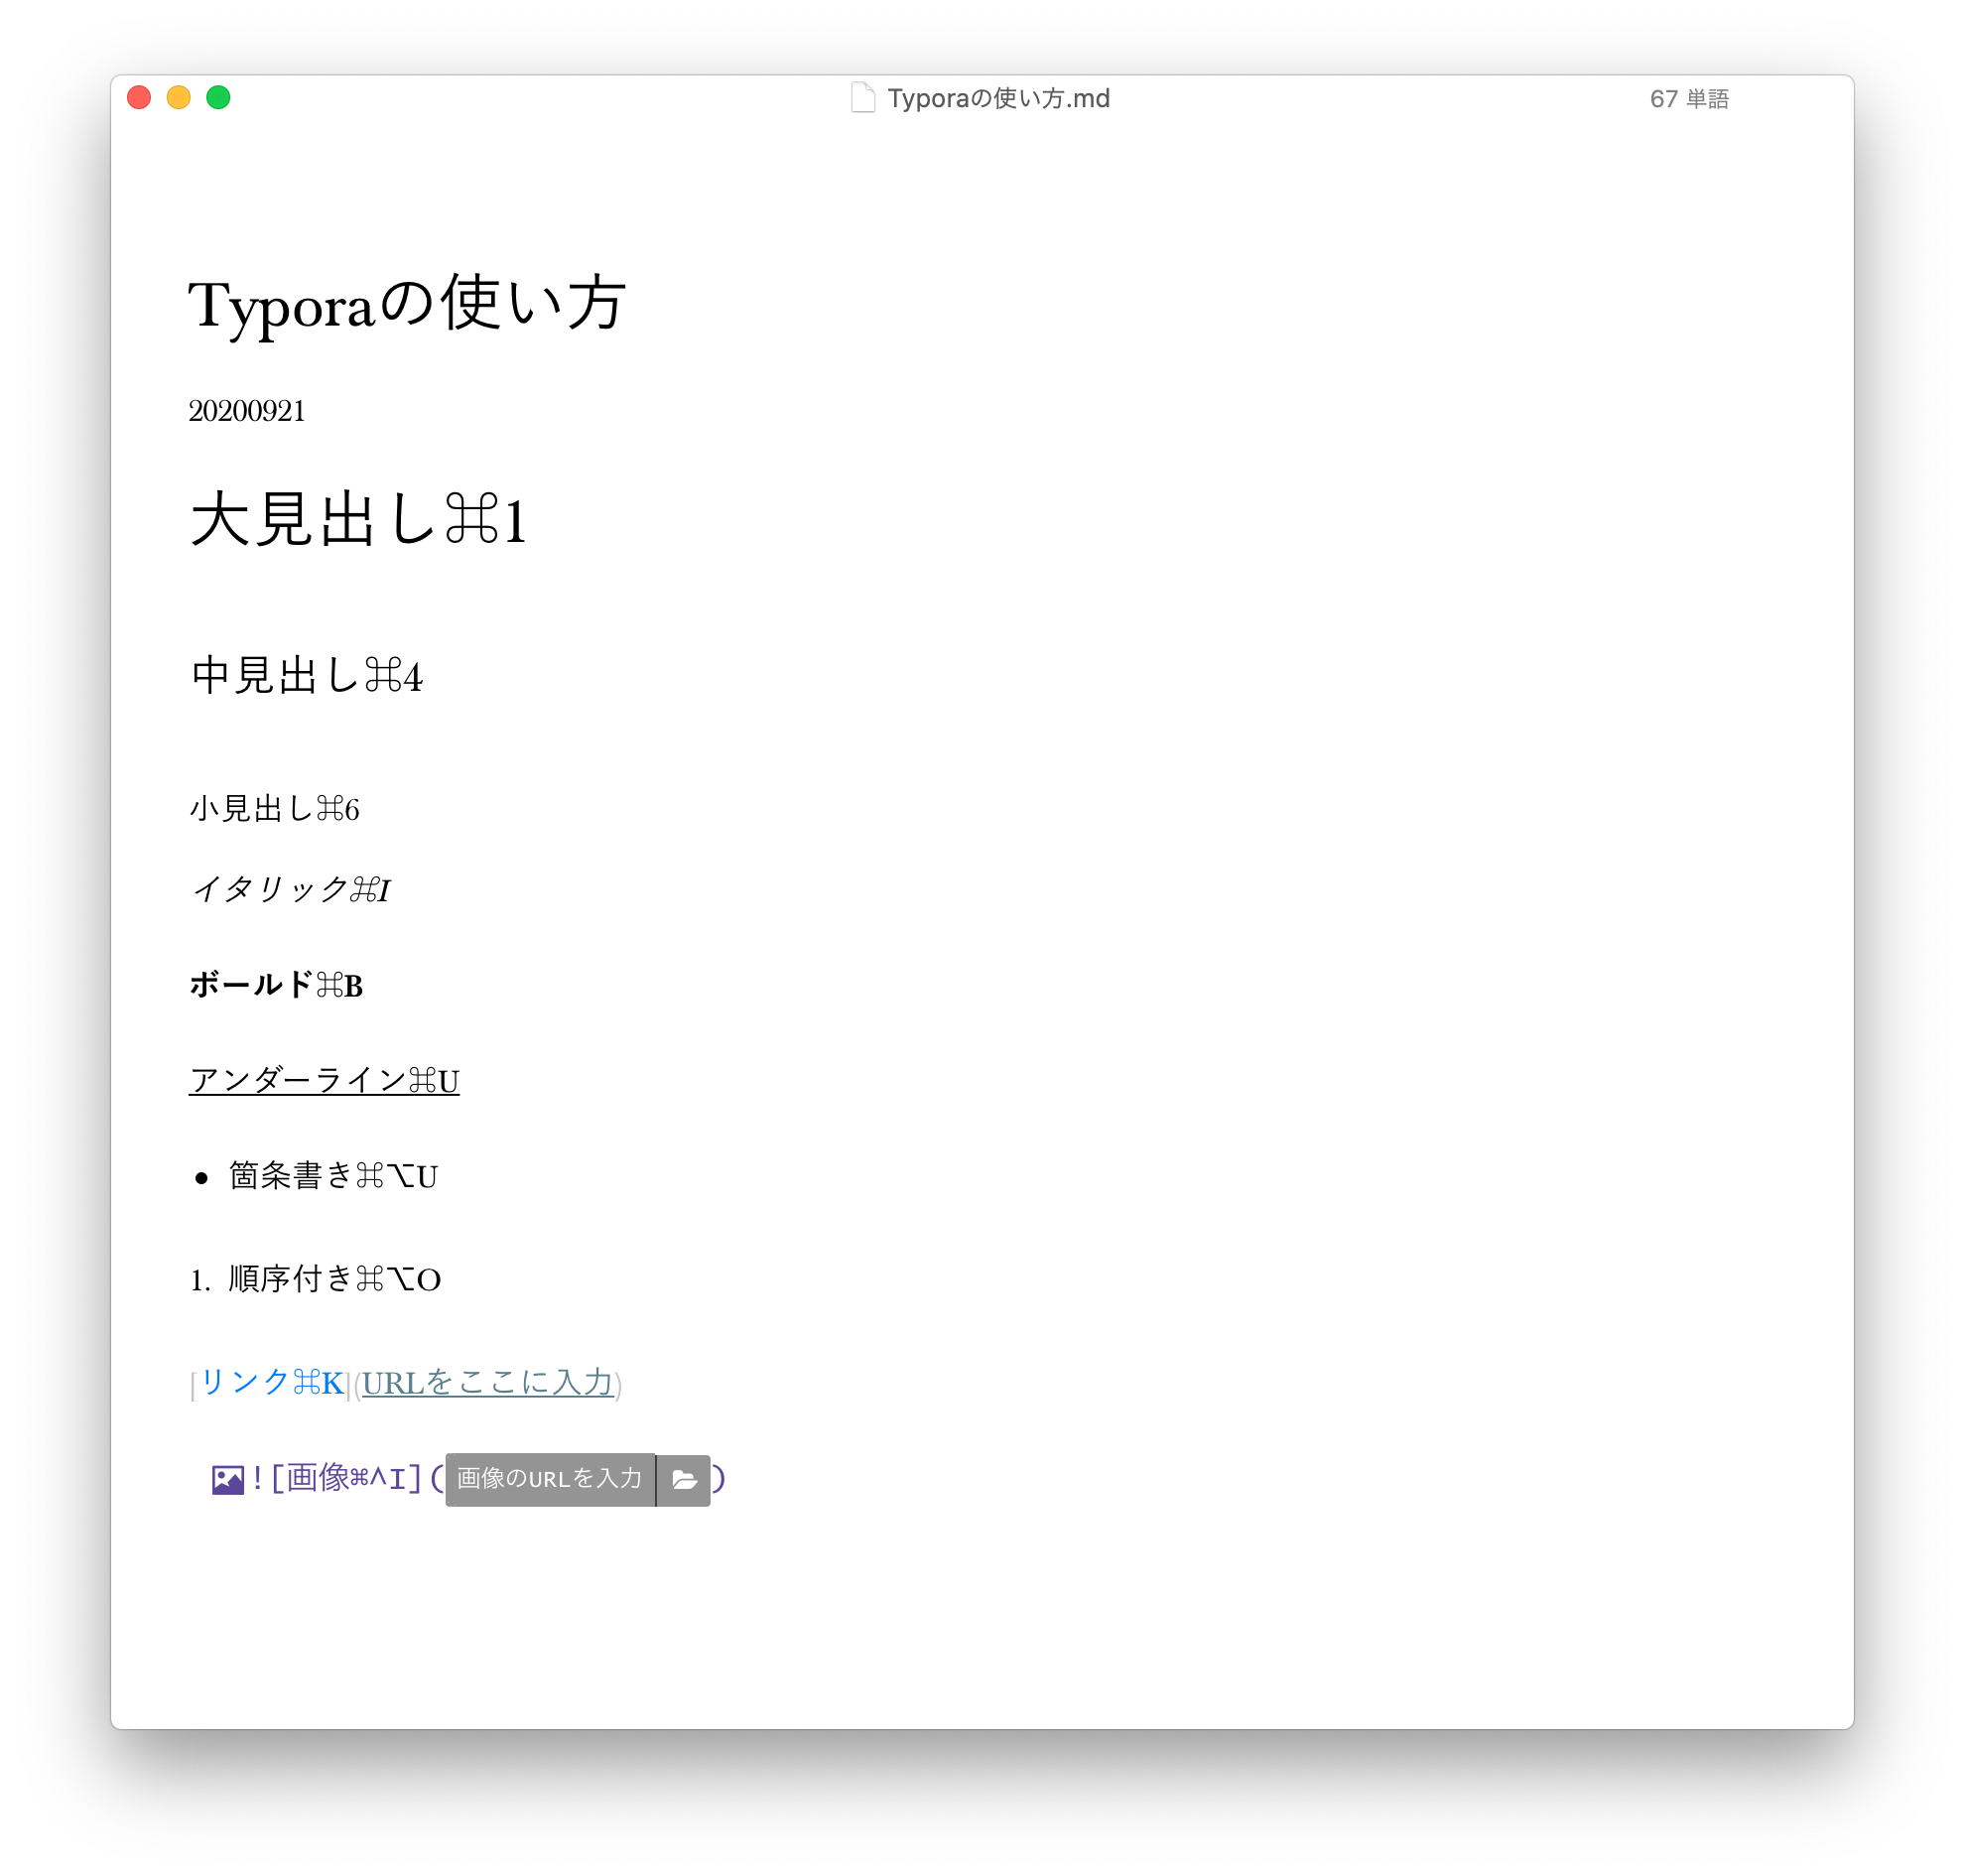 Typoraの使い方.md
67 単語
Typoraの使い方
20200921
大見出し⌘1
中見出し⌘4
小見出し⌘6
イタリック⌘I
ボールド⌘B
アンダーライン⌘U
• 箇条書き⌘⌥U
1. 順序付き⌘⌥O
[リンク⌘K](URLをここに入力)
![画像⌘^I](画像のURLを入力)